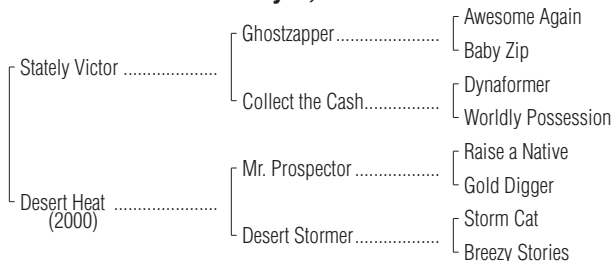 Ghostzapper....................
Awesome Again
Baby Zip
Stately Victor ....................
Collect the Cash................
Dynaformer
Worldly Possession
Mr. Prospector ..................
Raise a Native
Gold Digger
Desert Heat ......................
(2000)
Desert Stormer ..................
Storm Cat
Breezy Stories